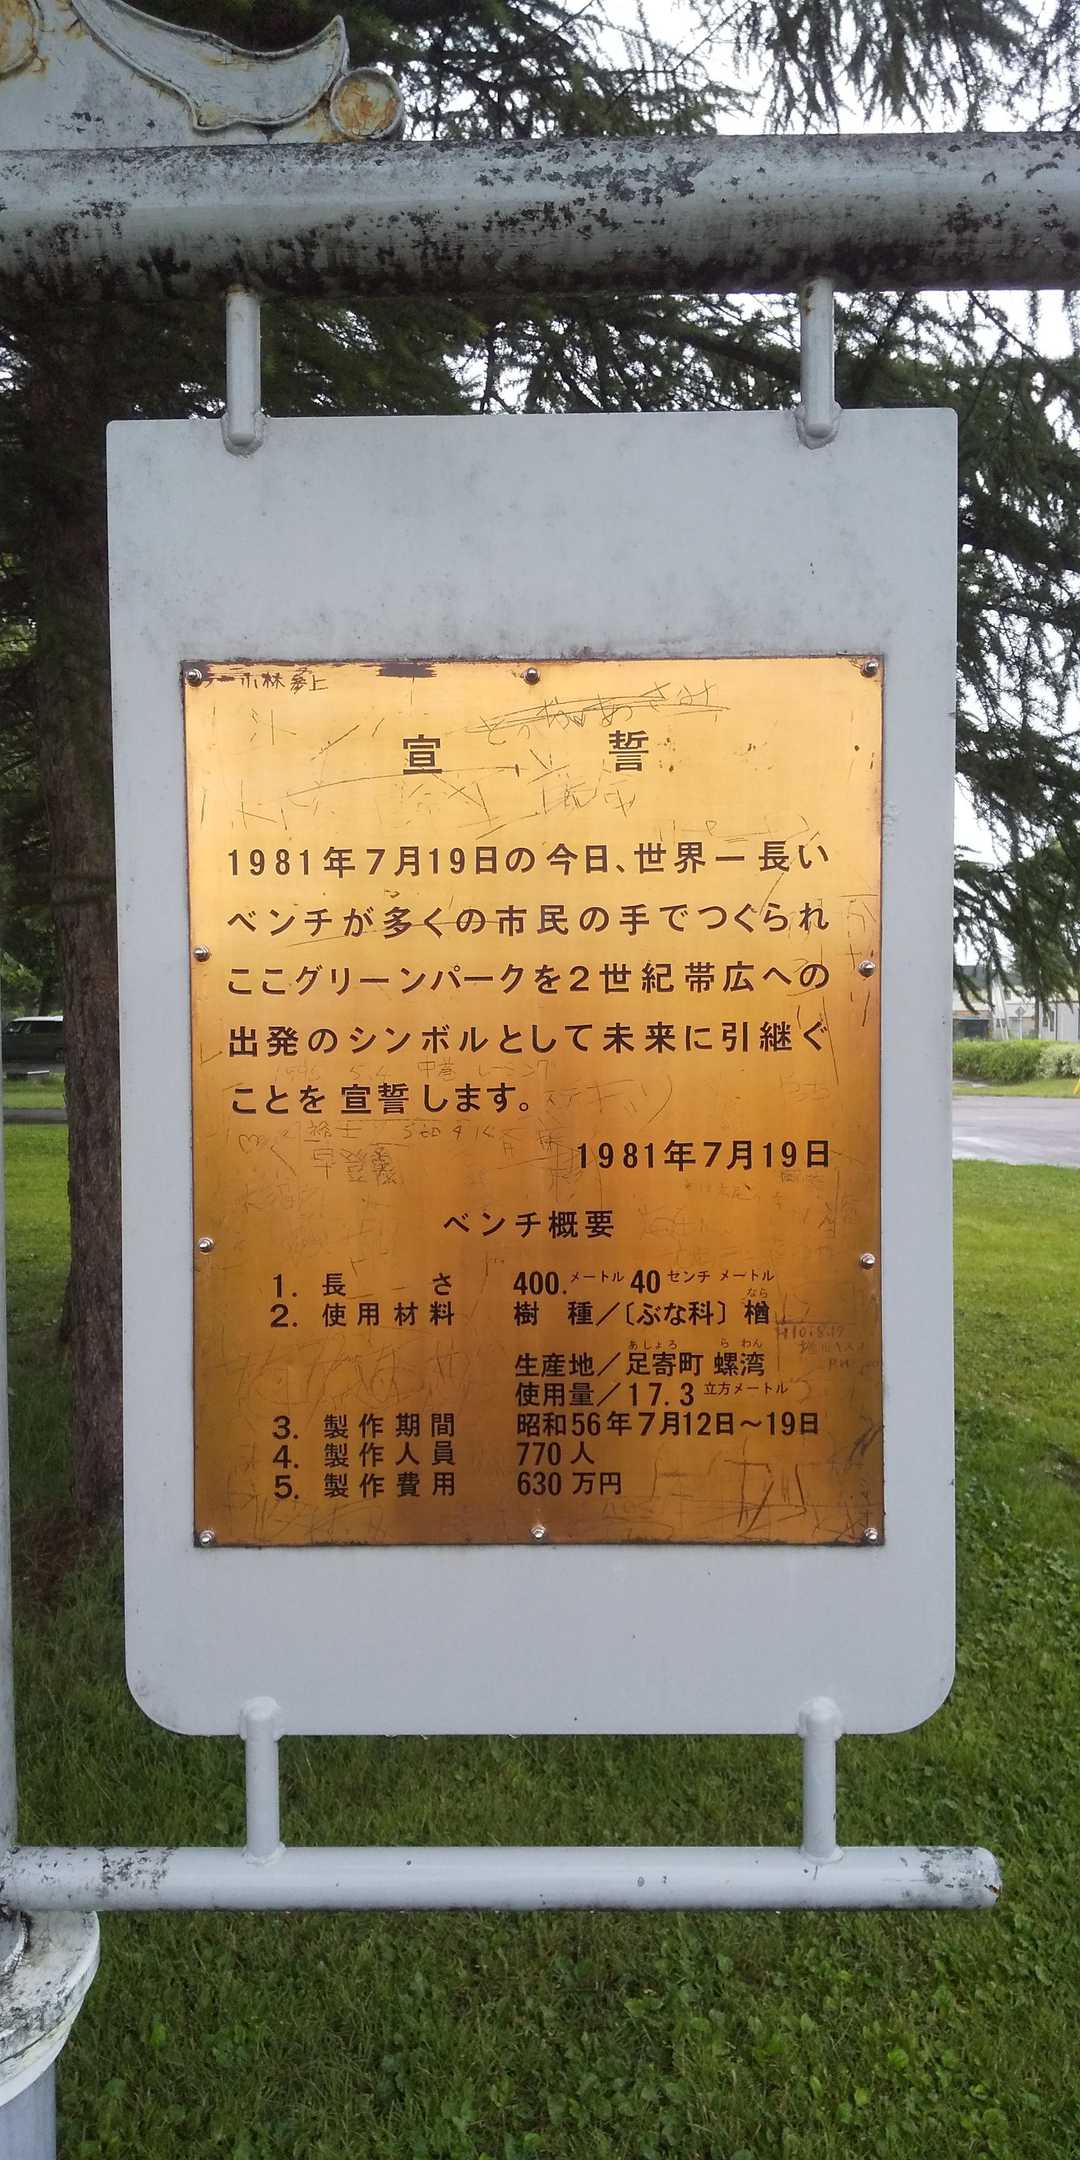 小林参上
宣誓
1981年7月19日の今日、世界一長い
ベンチが多くの市民の手でつくられ
ここグリーンパークを2世紀帯広への
出発のシンボルとして未来に引継ぐ
ことを宣誓します。
1981年7月19日
ベンチ概要
1. 長さ 400.メートル 40センチメートル
なら
2. 使用材料 樹種/〔ぶな科〕楢
あしょろ らわん
生産地/足寄町 螺湾
使用量/17.3立方メートル
3. 製作期間 昭和56年7月12日~19日
4. 製作人員 770人
5. 製作費用 630万円